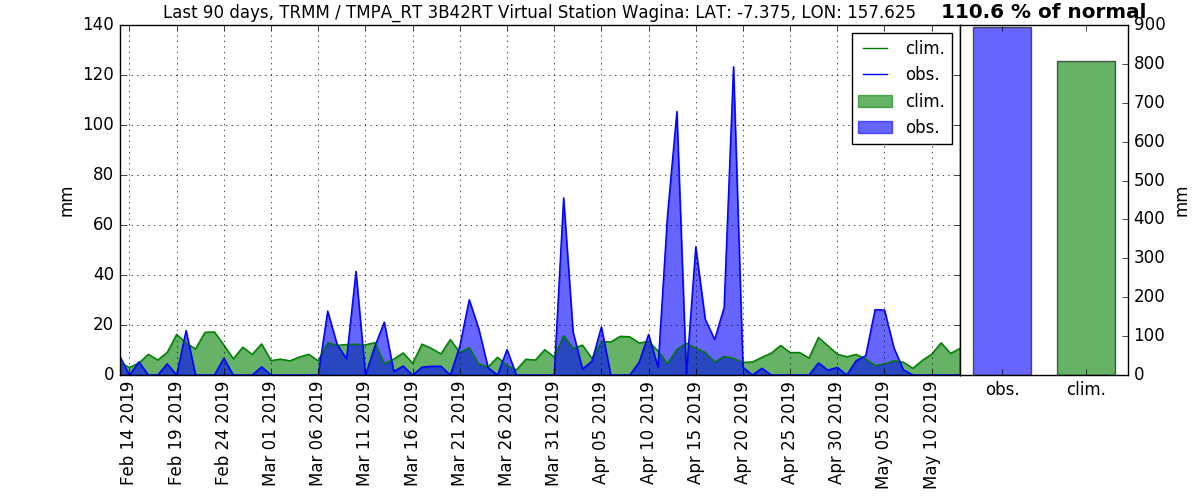 Last 90 days, TRMM / TMPA_RT 3B42RT Virtual Station Wagina: LAT: -7.375, LON: 157.625
110.6 % of normal
140
120
100
80
60
40
20
0
mm
clim.
obs.
clim.
obs.
Feb 14 2019
Feb 19 2019
Feb 24 2019
Mar 01 2019
Mar 06 2019
Mar 11 2019
Mar 16 2019
Mar 21 2019
Mar 26 2019
Mar 31 2019
Apr 05 2019
Apr 10 2019
Apr 15 2019
Apr 20 2019
Apr 25 2019
Apr 30 2019
May 05 2019
May 10 2019
900
800
700
600
500
400
300
200
100
0
mm
obs.
clim.